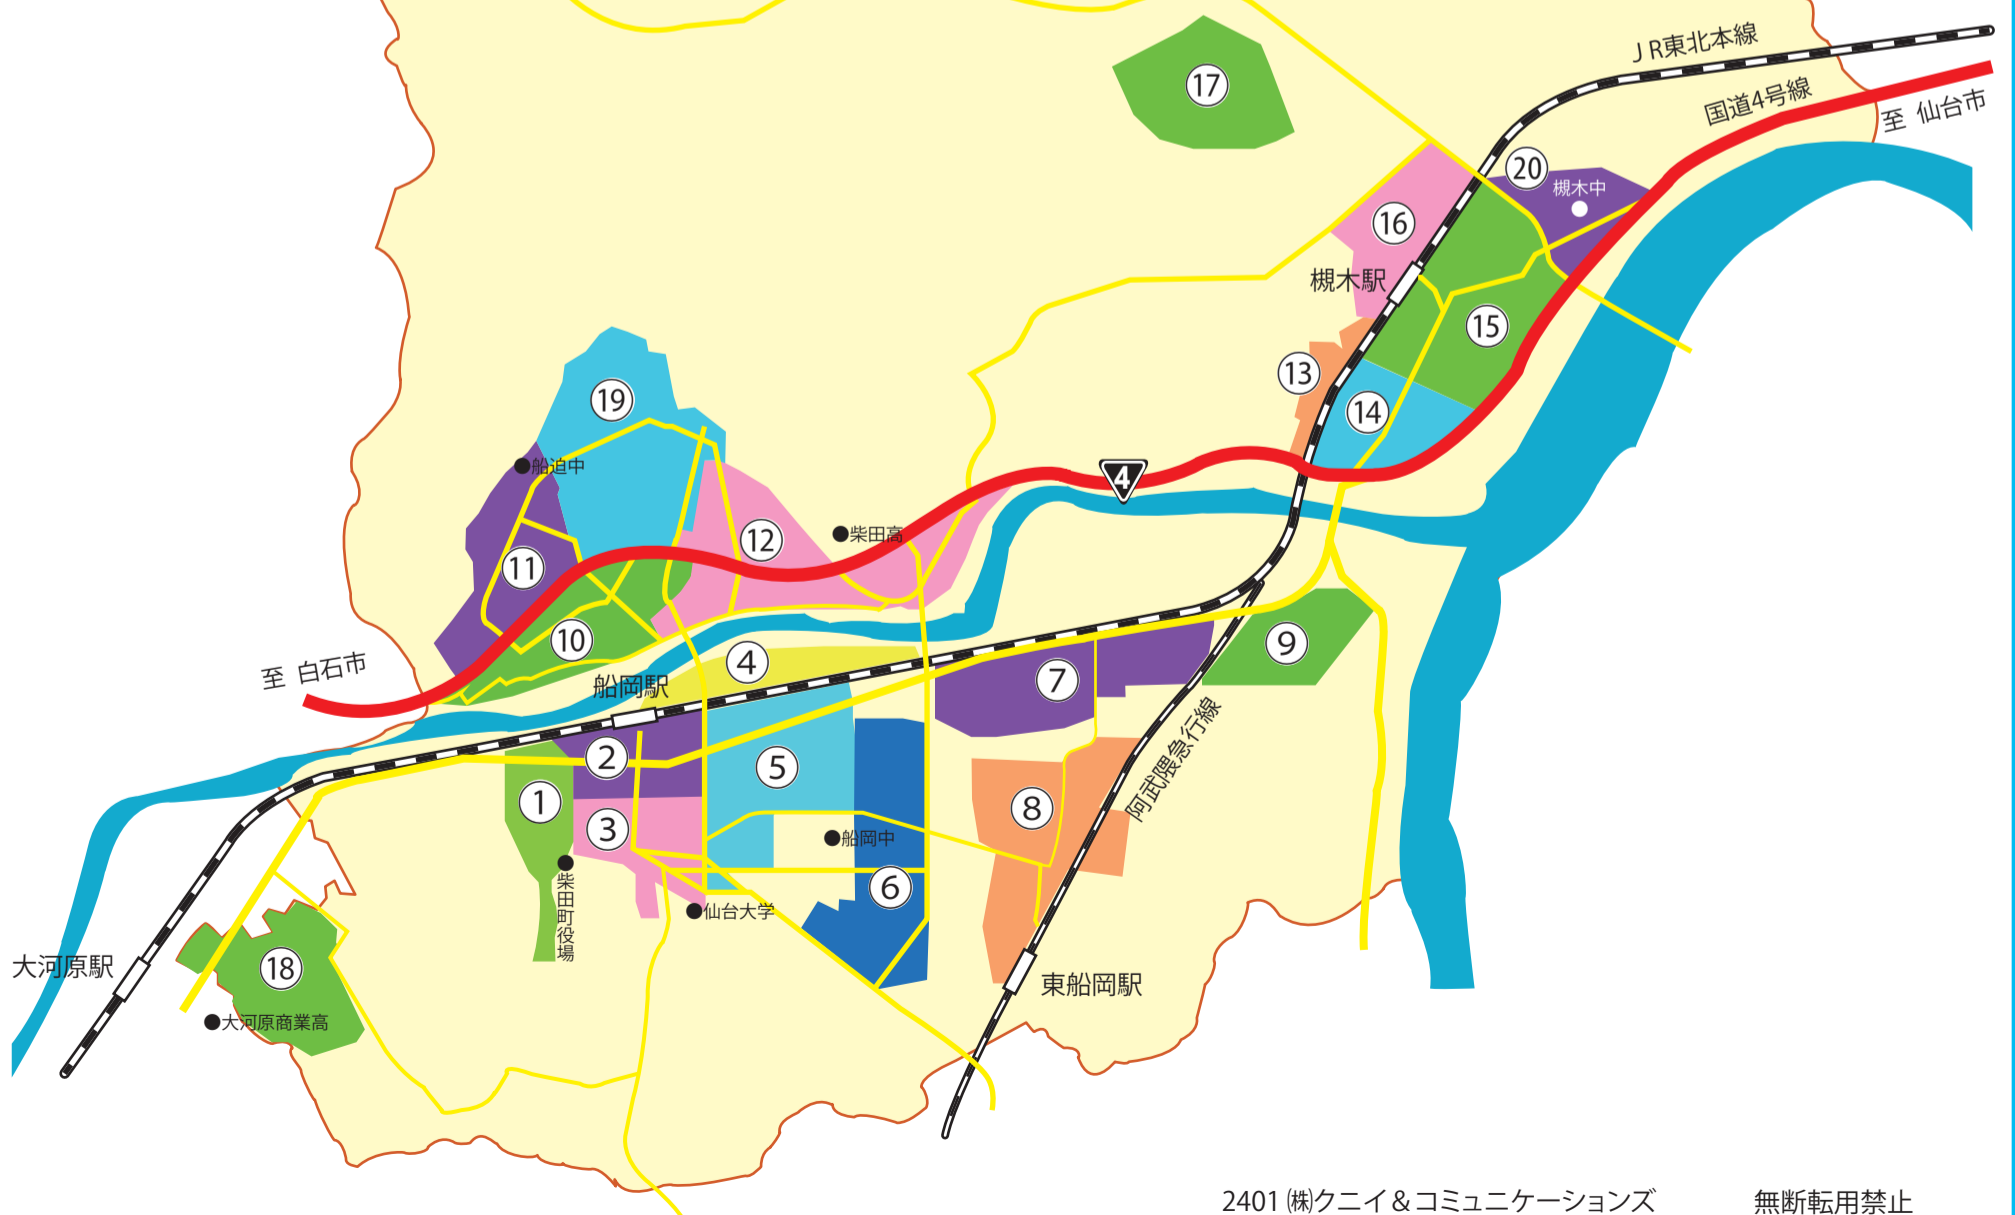 JR東北本線
国道4号線
至 仙台市
17
20
槻木中
16
槻木駅
15
13
14
19
船迫中
4
12
柴田高
11
10
至 白石市
船岡駅
4
7
9
2
5
1
3
8
阿武隈急行線
船岡中
柴田町役場
6
仙台大学
大河原駅
18
東船岡駅
大河原商業高
2401 ㈱クニイ&コミュニケーションズ 無断転用禁止